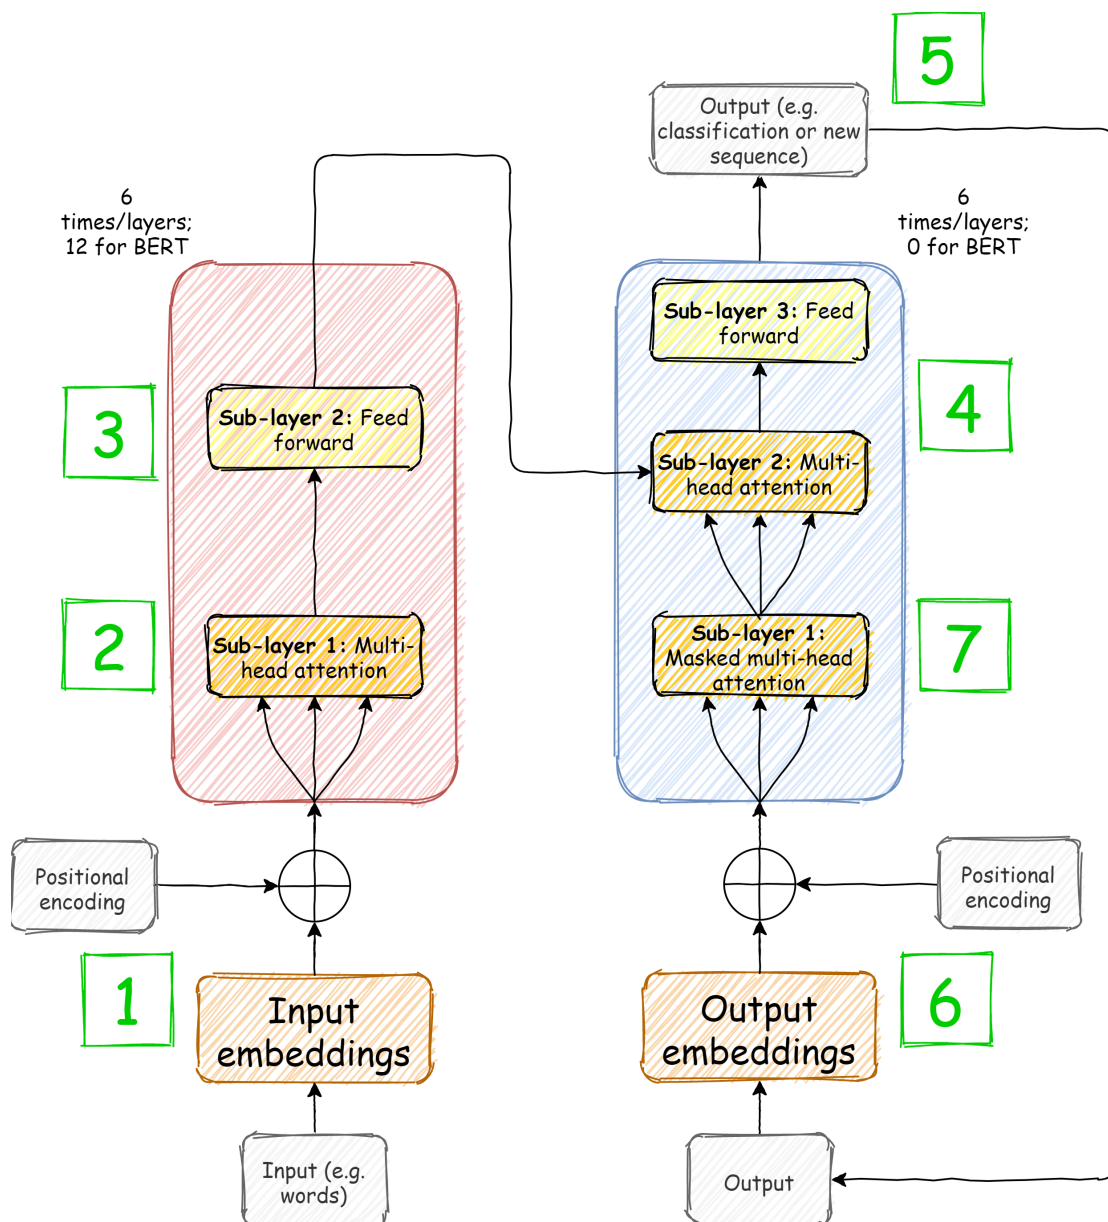 5
Output (e.g.
classification or new
sequence)
6
times/layers;
12 for BERT
6
times/layers;
0 for BERT
Sub-layer 3: Feed
forward
3
Sub-layer 2: Feed
forward
4
Sub-layer 2: Multi-
head attention
2
Sub-layer 1: Multi-
head attention
Sub-layer 1:
Masked multi-head
attention
7
Positional
encoding
Positional
encoding
1
Input
embeddings
Output
embeddings
6
Input (e.g.
words)
Output